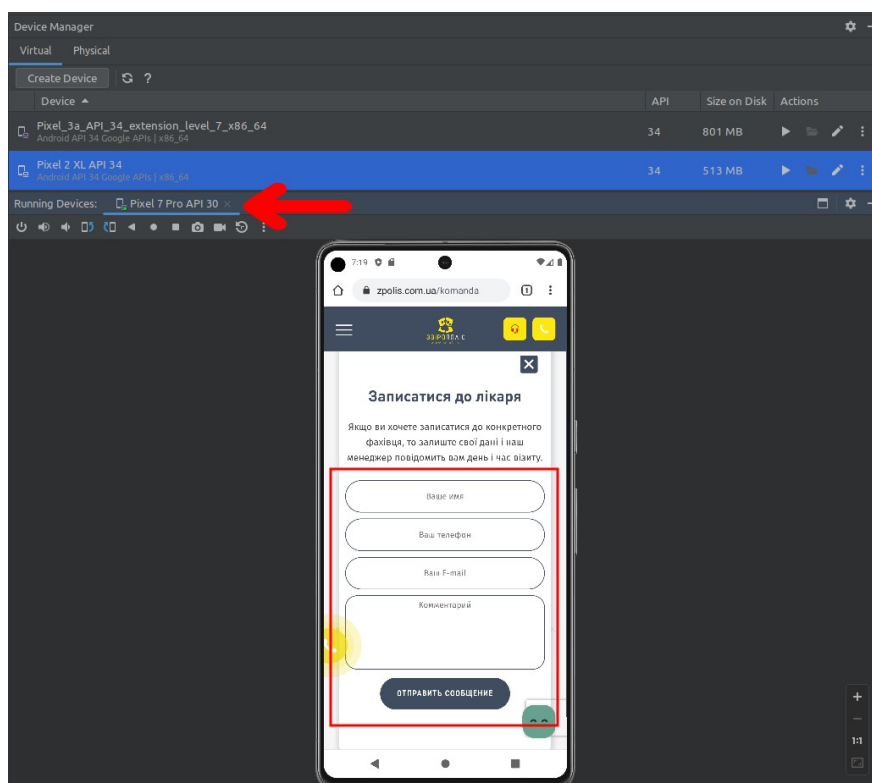 Device Manager
Virtual Physical
Create Device ?
Device API Size on Disk Actions
Pixel_3a_API_34_extension_level_7_x86_64 34 801 MB
Android API 34 Google APIs | x86_64
Pixel 2 XL API 34 34 513 MB
Android API 34 Google APIs | x86_64
Running Devices: Pixel 7 Pro API 30
7:19
zpolis.com.ua/komanda 1
Записатися до лікаря
Якщо ви хочете записатися до конкретного
фахівця, то залиште свої дані і наш
менеджер повідомить вам день і час візиту.
Ваше имя
Ваш телефон
Ваш E-mail
Комментарий
ОТПРАВИТЬ СООБЩЕНИЕ
1:1